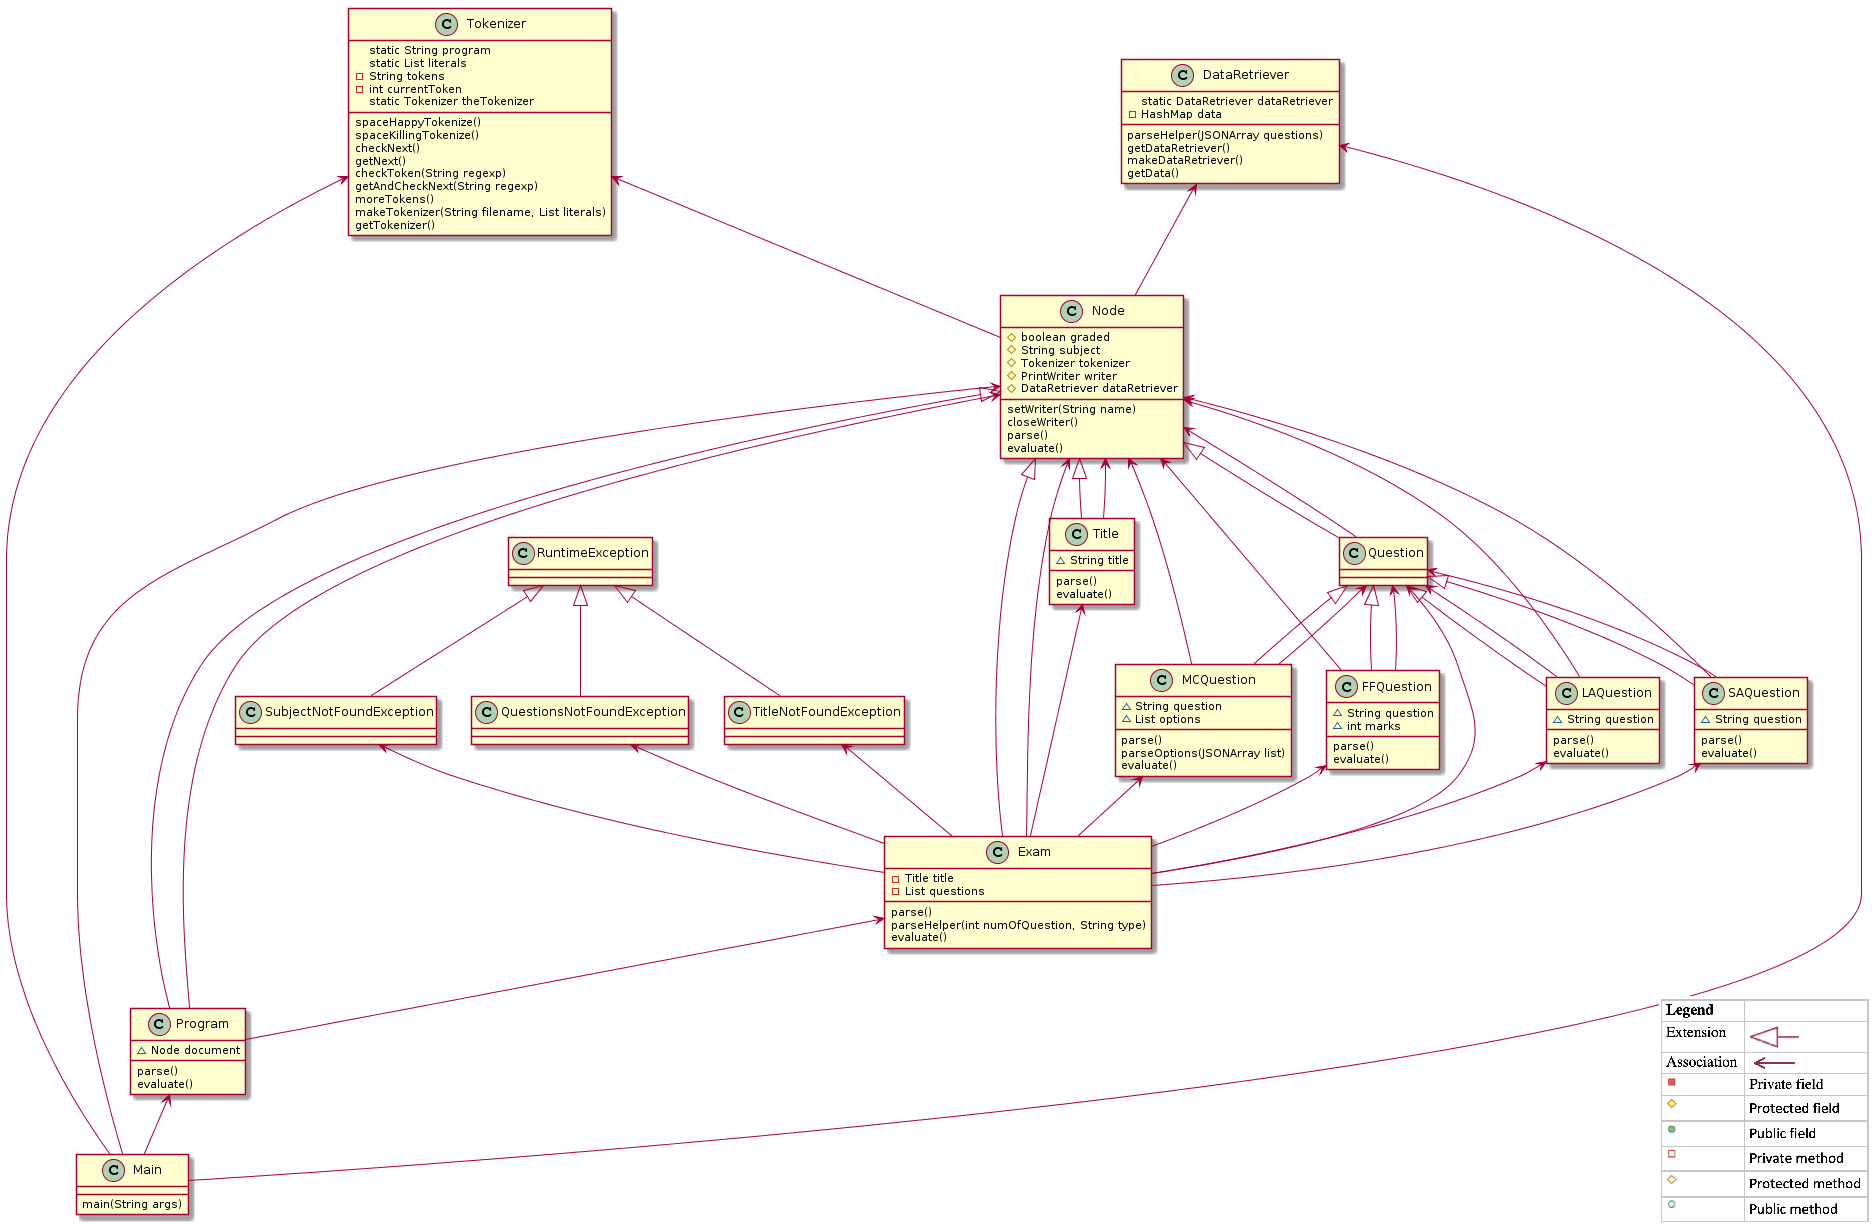 C Tokenizer
static String program
static List literals
String tokens
int currentToken
static Tokenizer theTokenizer
spaceHappyTokenize()
spaceKillingTokenize()
checkNext()
getNext()
checkToken(String regexp)
getAndCheckNext(String regexp)
moreTokens()
makeTokenizer(String filename, List literals)
getTokenizer()
C DataRetriever
static DataRetriever dataRetriever
HashMap data
parseHelper(JSONArray questions)
getDataRetriever()
makeDataRetriever()
getData()
C Node
boolean graded
String subject
Tokenizer tokenizer
PrintWriter writer
DataRetriever dataRetriever
setWriter(String name)
closeWriter()
parse()
evaluate()
C RuntimeException
C Title
String title
parse()
evaluate()
C Question
C SubjectNotFoundException
C QuestionsNotFoundException
C TitleNotFoundException
C MCQuestion
String question
List options
parse()
parseOptions(JSONArray list)
evaluate()
C FFQuestion
String question
int marks
parse()
evaluate()
C LAQuestion
String question
parse()
evaluate()
C SAQuestion
String question
parse()
evaluate()
C Exam
Title title
List questions
parse()
parseHelper(int numOfQuestion, String type)
evaluate()
C Program
Node document
parse()
evaluate()
C Main
main(String args)
Legend
Extension
Association
Private field
Protected field
Public field
Private method
Protected method
Public method